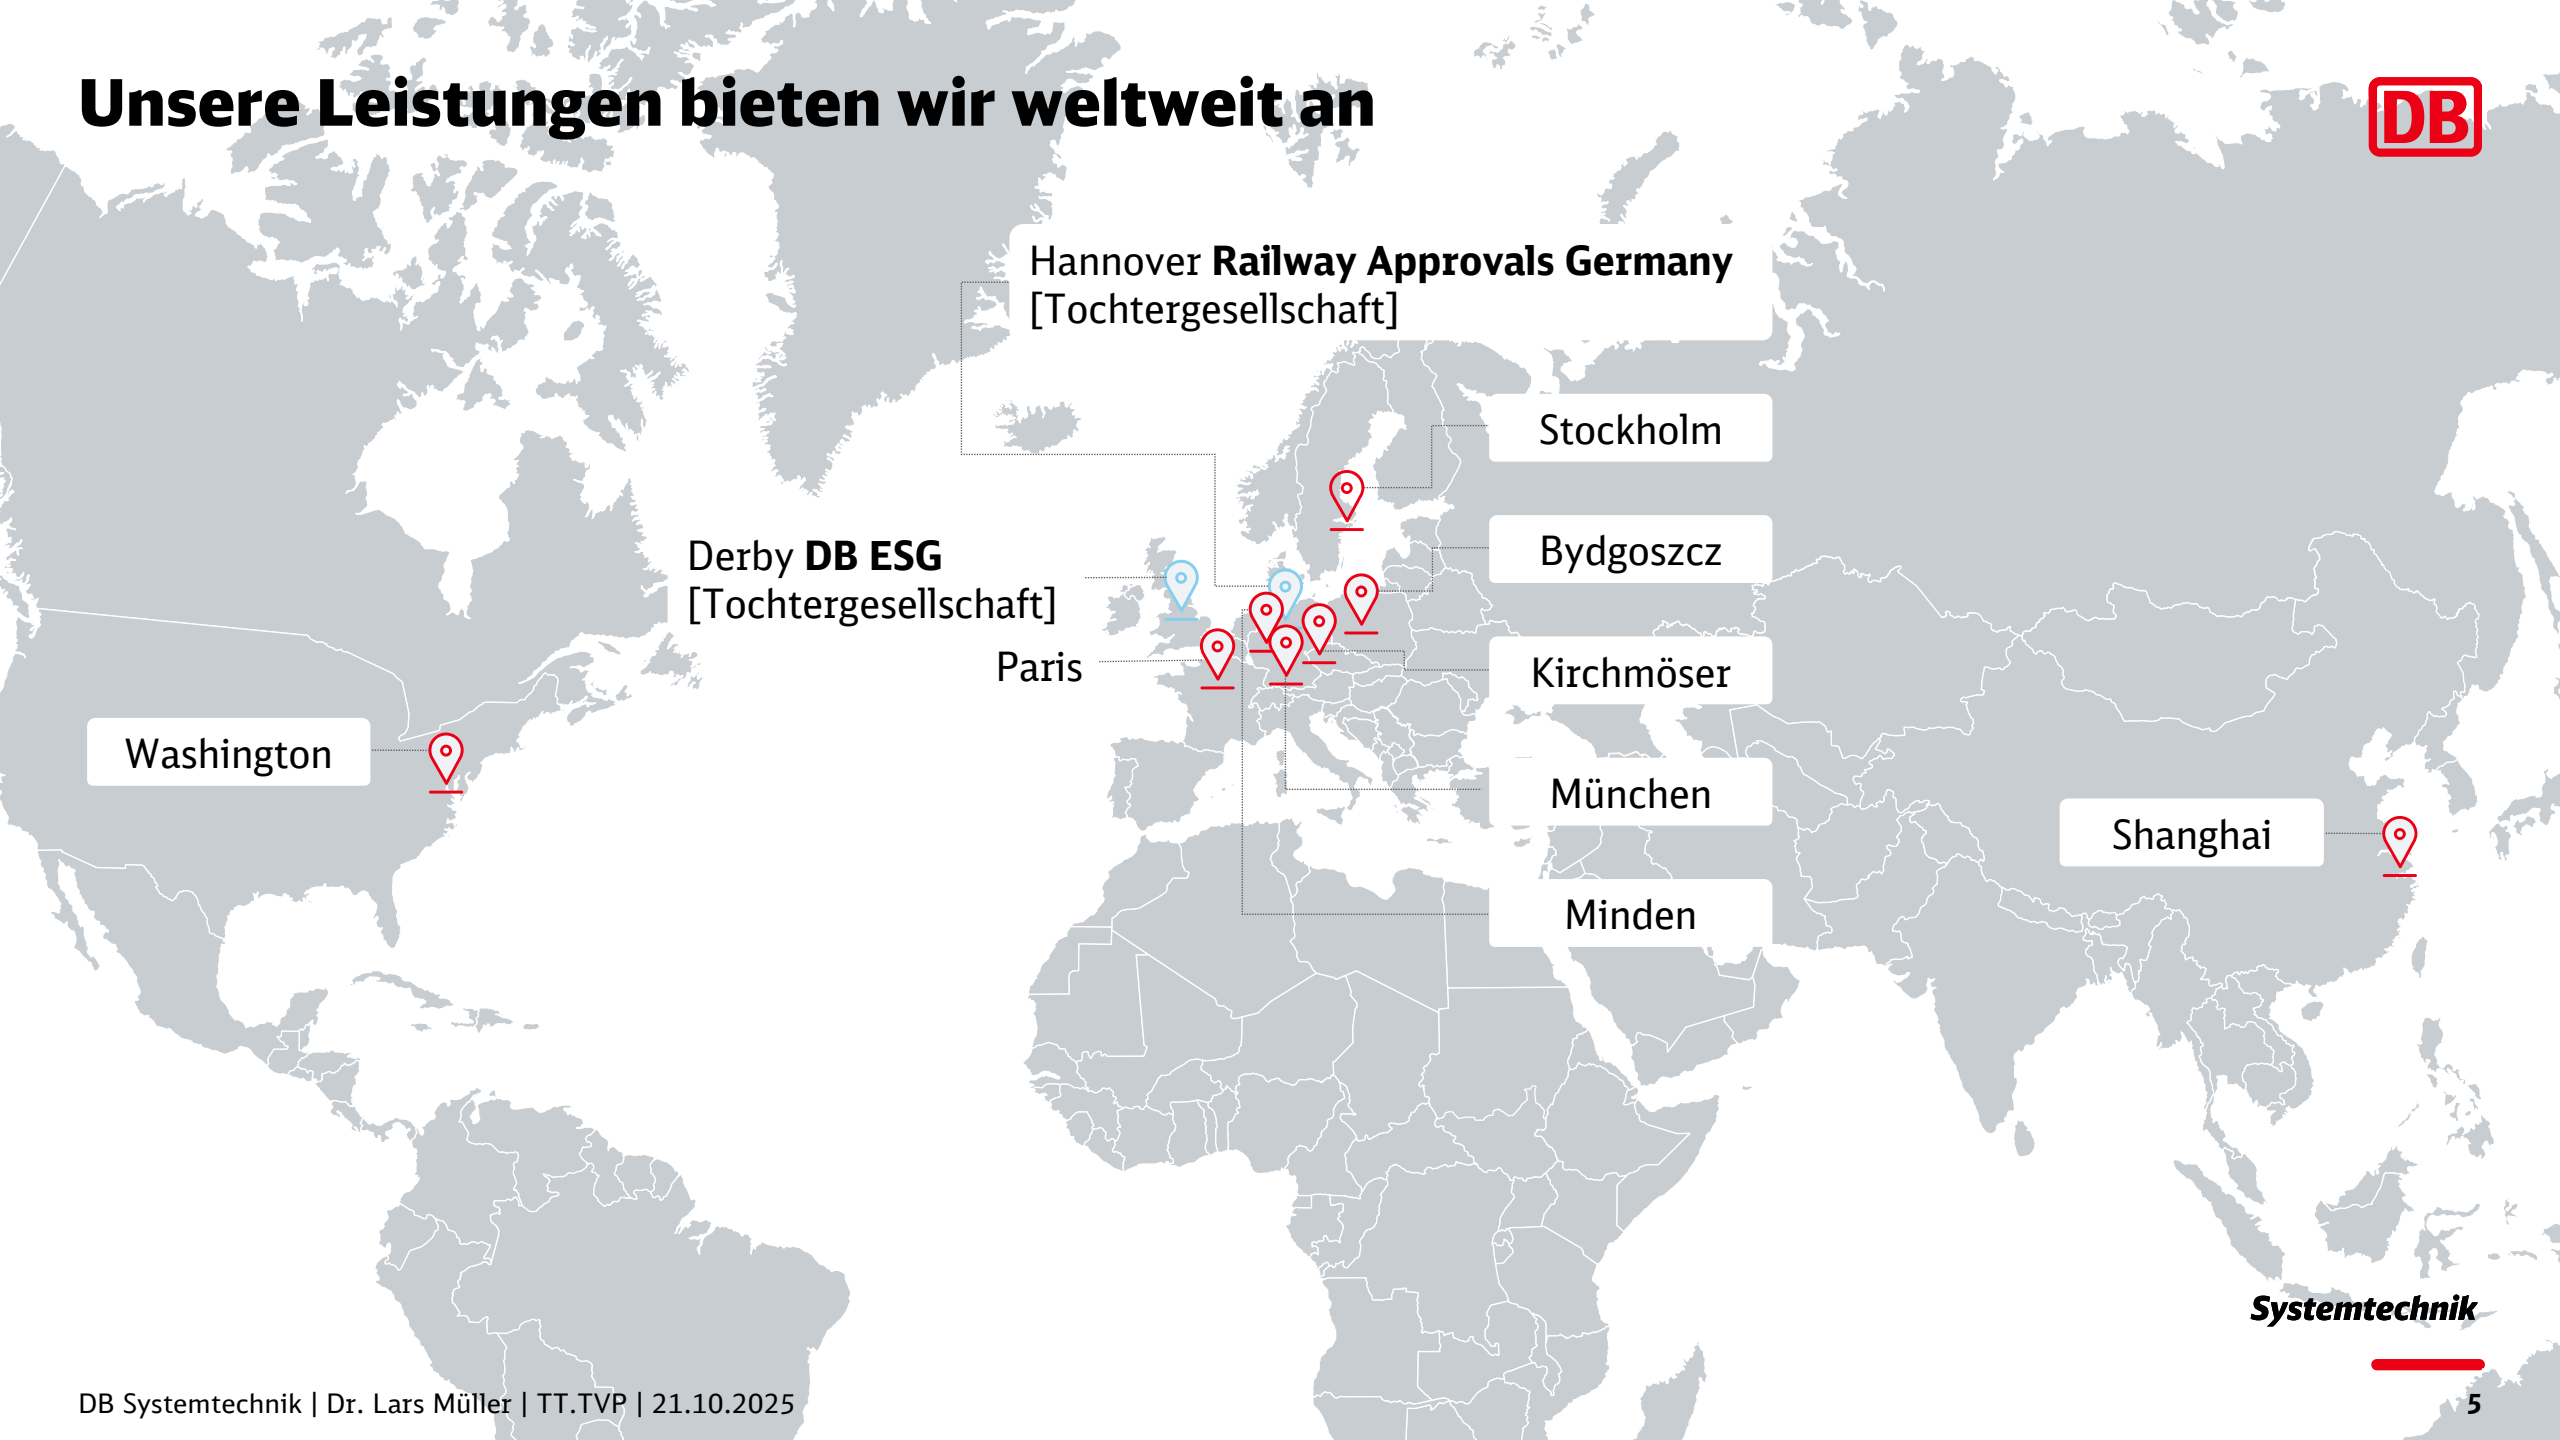 Unsere Leistungen bieten wir weltweit an
DB
Hannover Railway Approvals Germany
[Tochtergesellschaft]
Stockholm
Derby DB ESG
[Tochtergesellschaft]
Bydgoszcz
Paris
Kirchmöser
Washington
München
Shanghai
Minden
Systemtechnik
DB Systemtechnik | Dr. Lars Müller | TT.TVP | 21.10.2025
5